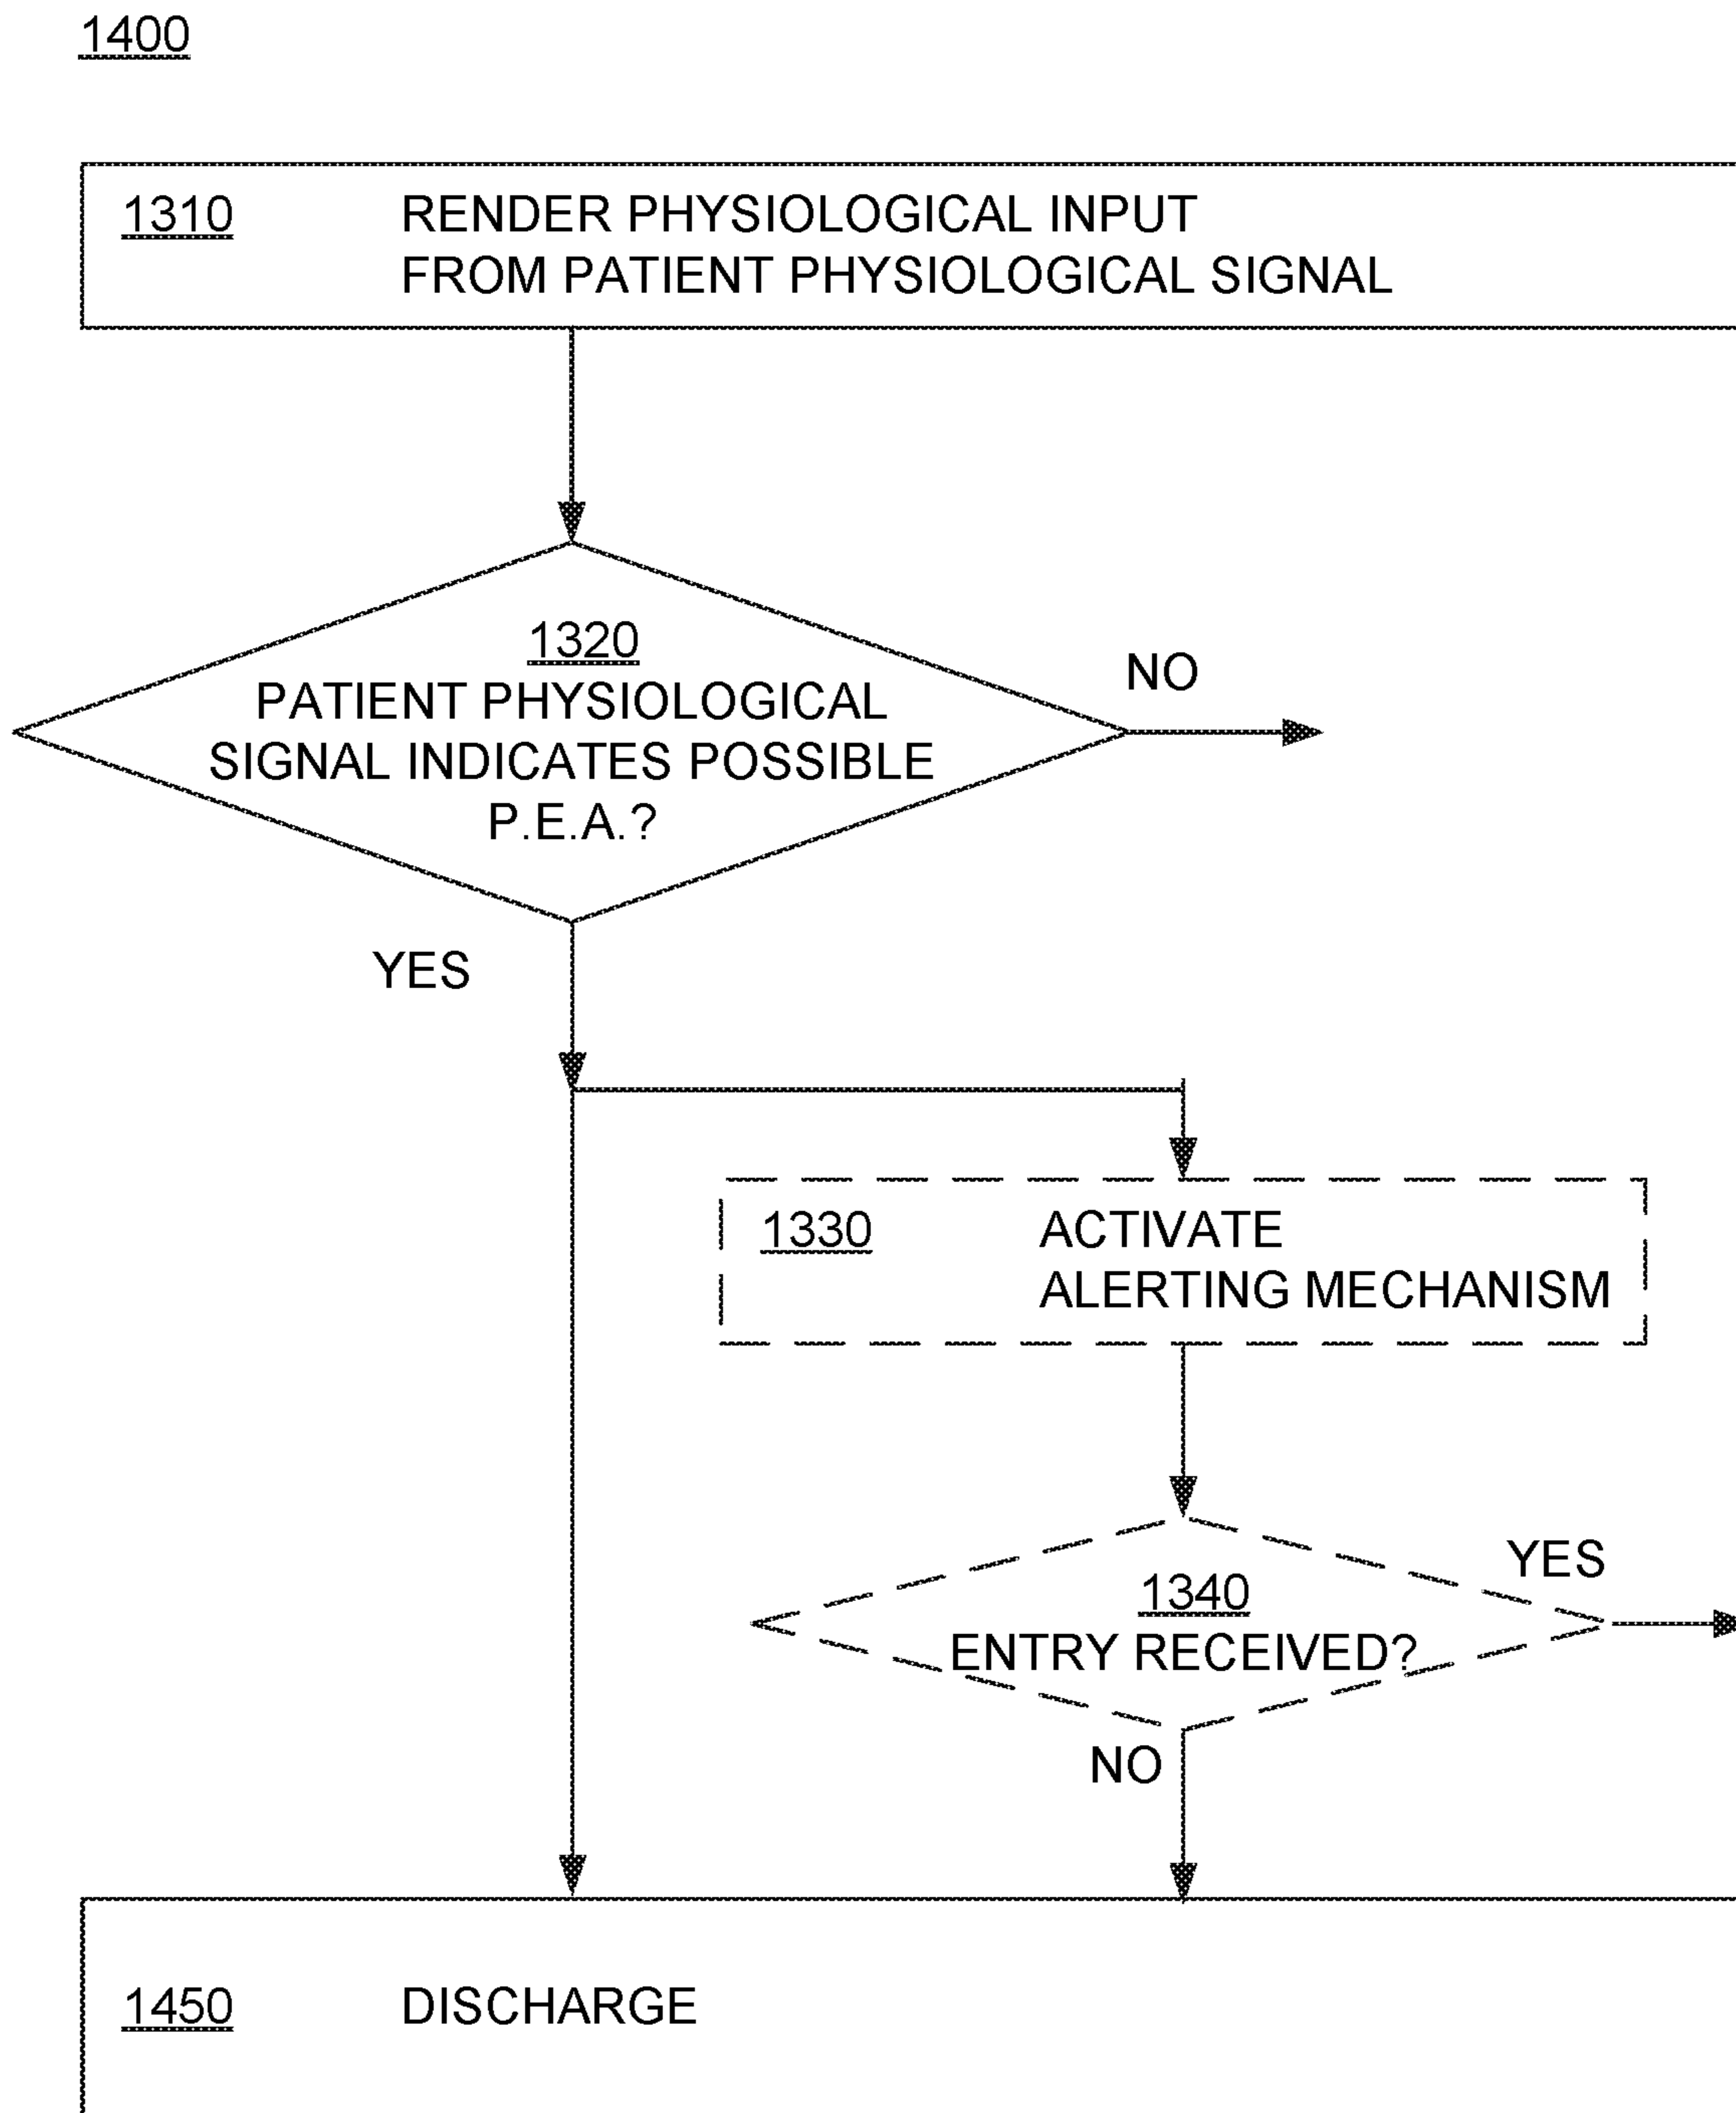 1400
1310 RENDER PHYSIOLOGICAL INPUT
FROM PATIENT PHYSIOLOGICAL SIGNAL
1320
PATIENT PHYSIOLOGICAL
SIGNAL INDICATES POSSIBLE
P.E.A.?
NO
YES
1330 ACTIVATE
ALERTING MECHANISM
1340
ENTRY RECEIVED?
YES
NO
1450 DISCHARGE